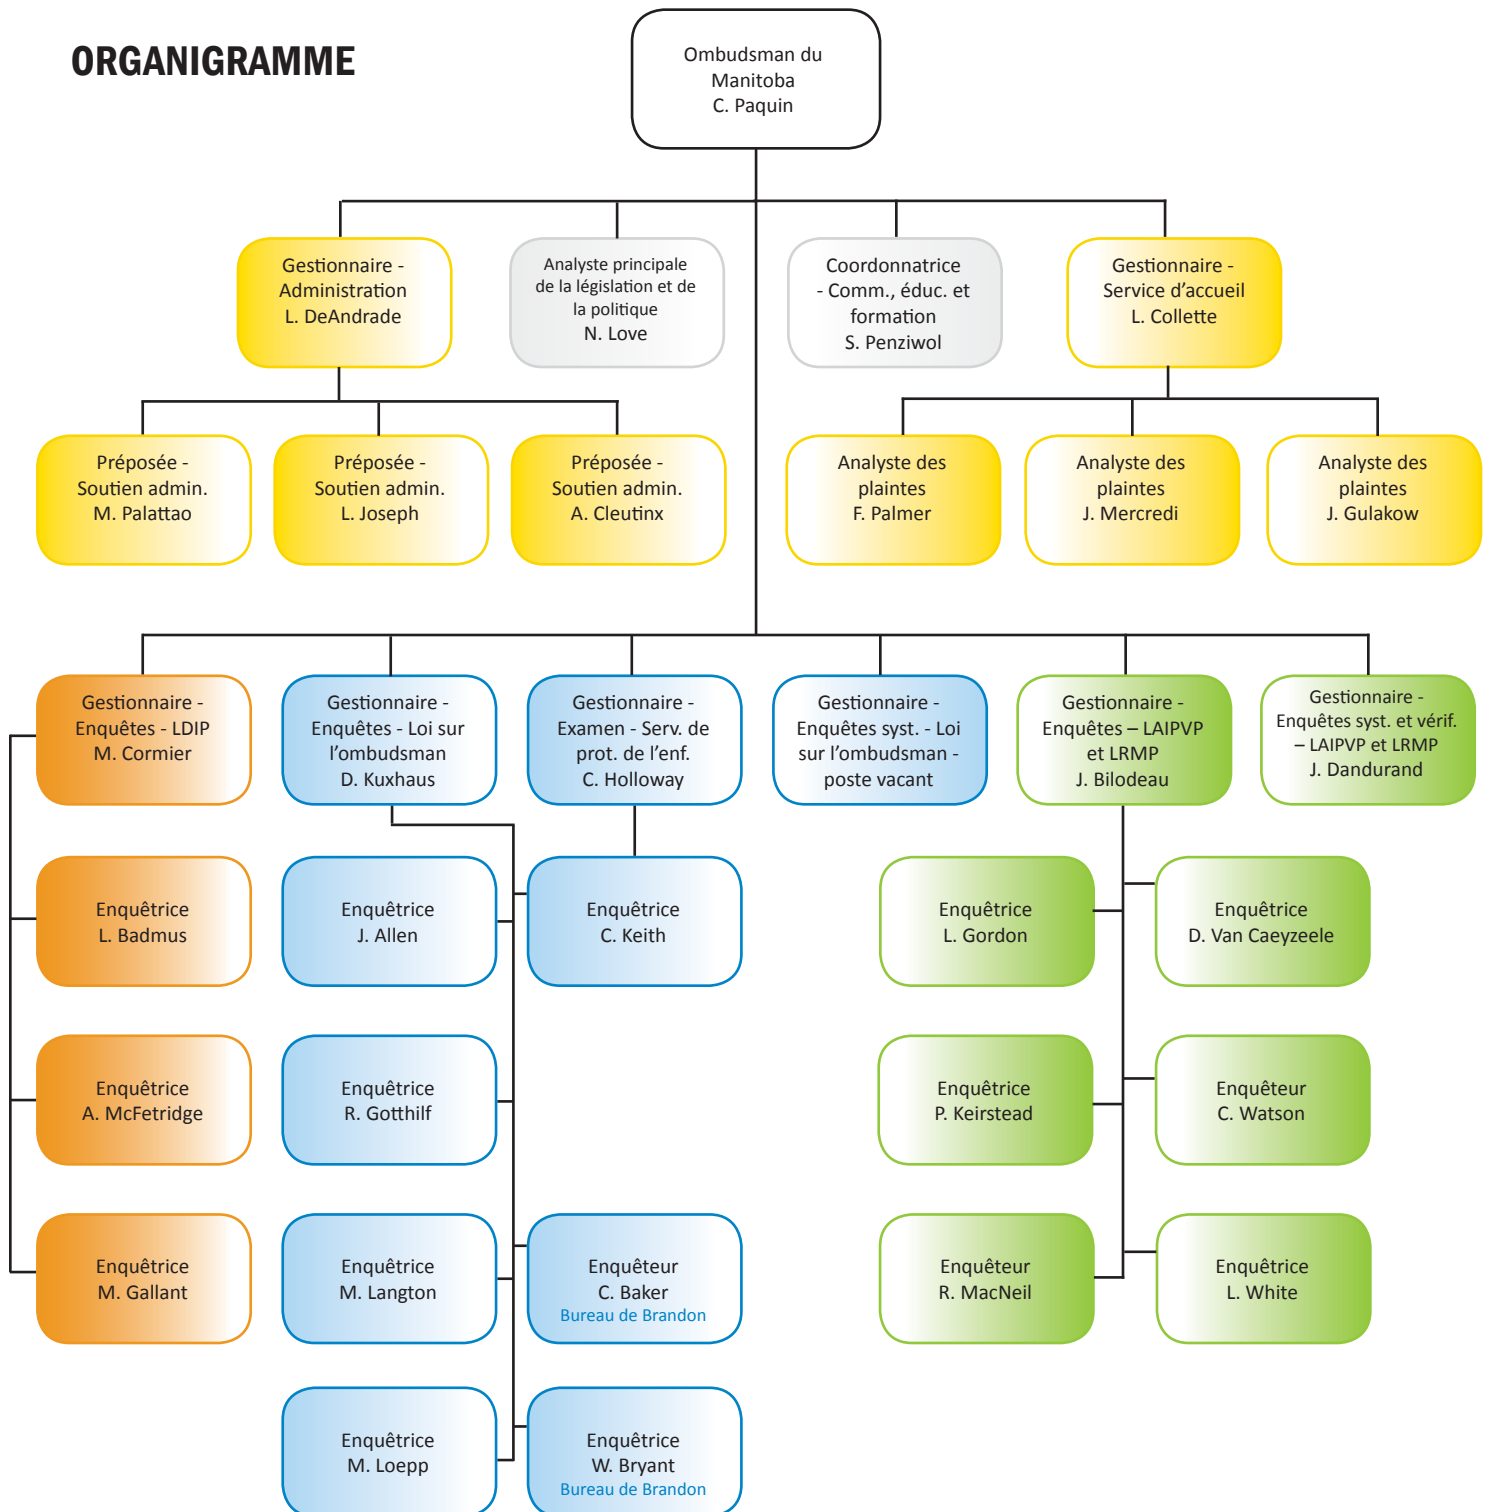 ORGANIGRAMME
Ombudsman du
Manitoba
C. Paquin
Gestionnaire -
Administration
L. DeAndrade
Analyste principale
de la législation et de
la politique
N. Love
Coordonnatrice
- Comm., éduc. et
formation
S. Penziwol
Gestionnaire -
Service d’accueil
L. Collette
Préposée -
Soutien admin.
M. Palattao
Préposée -
Soutien admin.
L. Joseph
Préposée -
Soutien admin.
A. Cleutinx
Analyste des
plaintes
F. Palmer
Analyste des
plaintes
J. Mercredi
Analyste des
plaintes
J. Gulakow
Gestionnaire -
Enquêtes - LDIP
M. Cormier
Gestionnaire -
Enquêtes - Loi sur
l’ombudsman
D. Kuxhaus
Gestionnaire -
Examen - Serv. de
prot. de l’enf.
C. Holloway
Gestionnaire -
Enquêtes syst. - Loi
sur l’ombudsman -
poste vacant
Gestionnaire -
Enquêtes – LAIPVP
et LRMP
J. Bilodeau
Gestionnaire -
Enquêtes syst. et vérif.
– LAIPVP et LRMP
J. Dandurand
Enquêtrice
L. Badmus
Enquêtrice
J. Allen
Enquêtrice
C. Keith
Enquêtrice
L. Gordon
Enquêtrice
D. Van Caeyzeele
Enquêtrice
A. McFetridge
Enquêtrice
R. Gotthilf
Enquêtrice
P. Keirstead
Enquêteur
C. Watson
Enquêtrice
M. Gallant
Enquêtrice
M. Langton
Enquêteur
C. Baker
Bureau de Brandon
Enquêteur
R. MacNeil
Enquêtrice
L. White
Enquêtrice
M. Loepp
Enquêtrice
W. Bryant
Bureau de Brandon